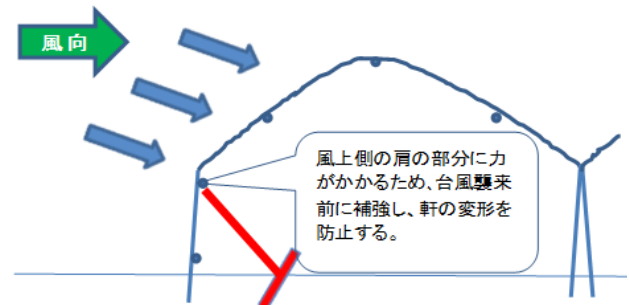 風向
風上側の肩の部分に力
がかかるため、台風襲来
前に補強し、軒の変形を
防止する。